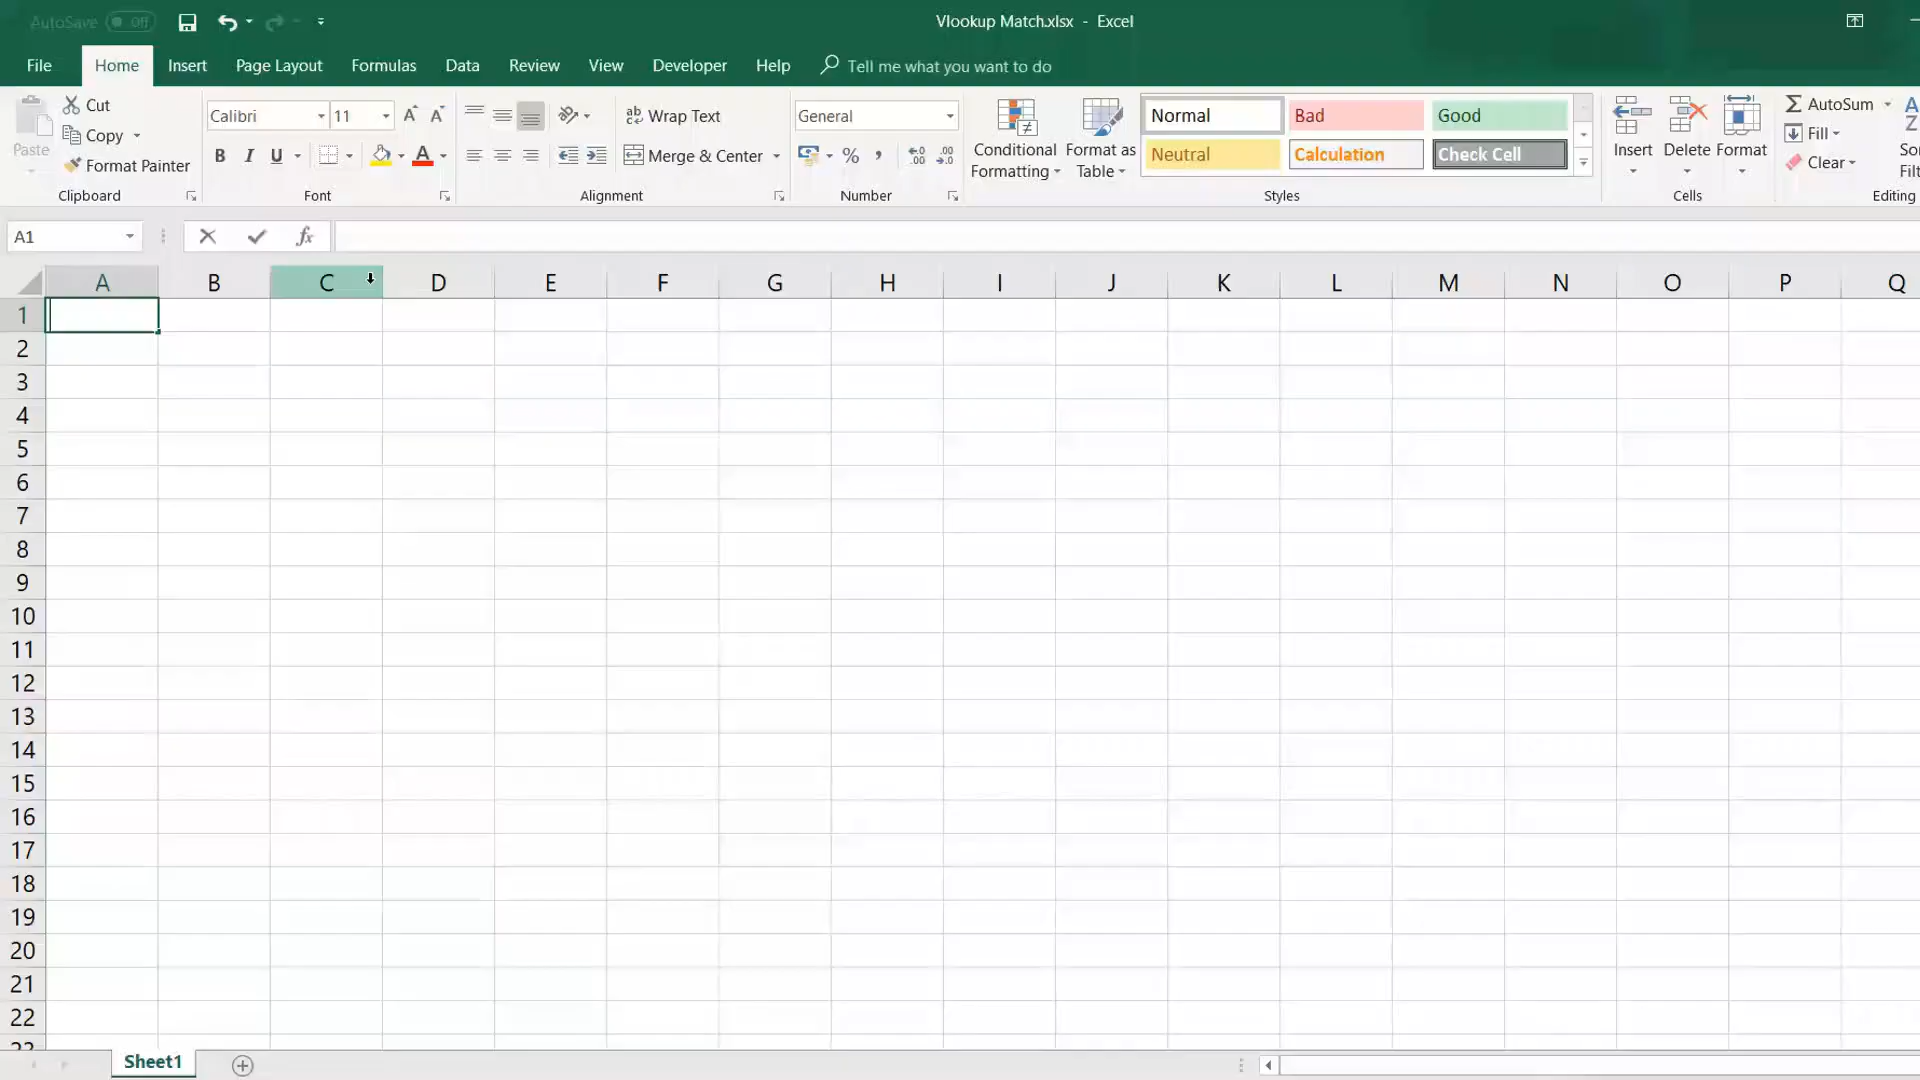 AutoSave Off Vlookup Match.xlsx - Excel
File Home Insert Page Layout Formulas Data Review View Developer Help Tell me what you want to do
Paste
Cut
Copy
Format Painter
Clipboard
Calibri 11 A A
B I U A
Font
ab Wrap Text
Merge & Center
Alignment
General
% , .00 .0
Number
Conditional Formatting
Format as Table
Normal Bad Good
Neutral Calculation Check Cell
Styles
Insert Delete Format
Cells
AutoSum
Fill
Clear
Editing
A1 fx
A B C D E F G H I J K L M N O P Q
1
2
3
4
5
6
7
8
9
10
11
12
13
14
15
16
17
18
19
20
21
22
Sheet1